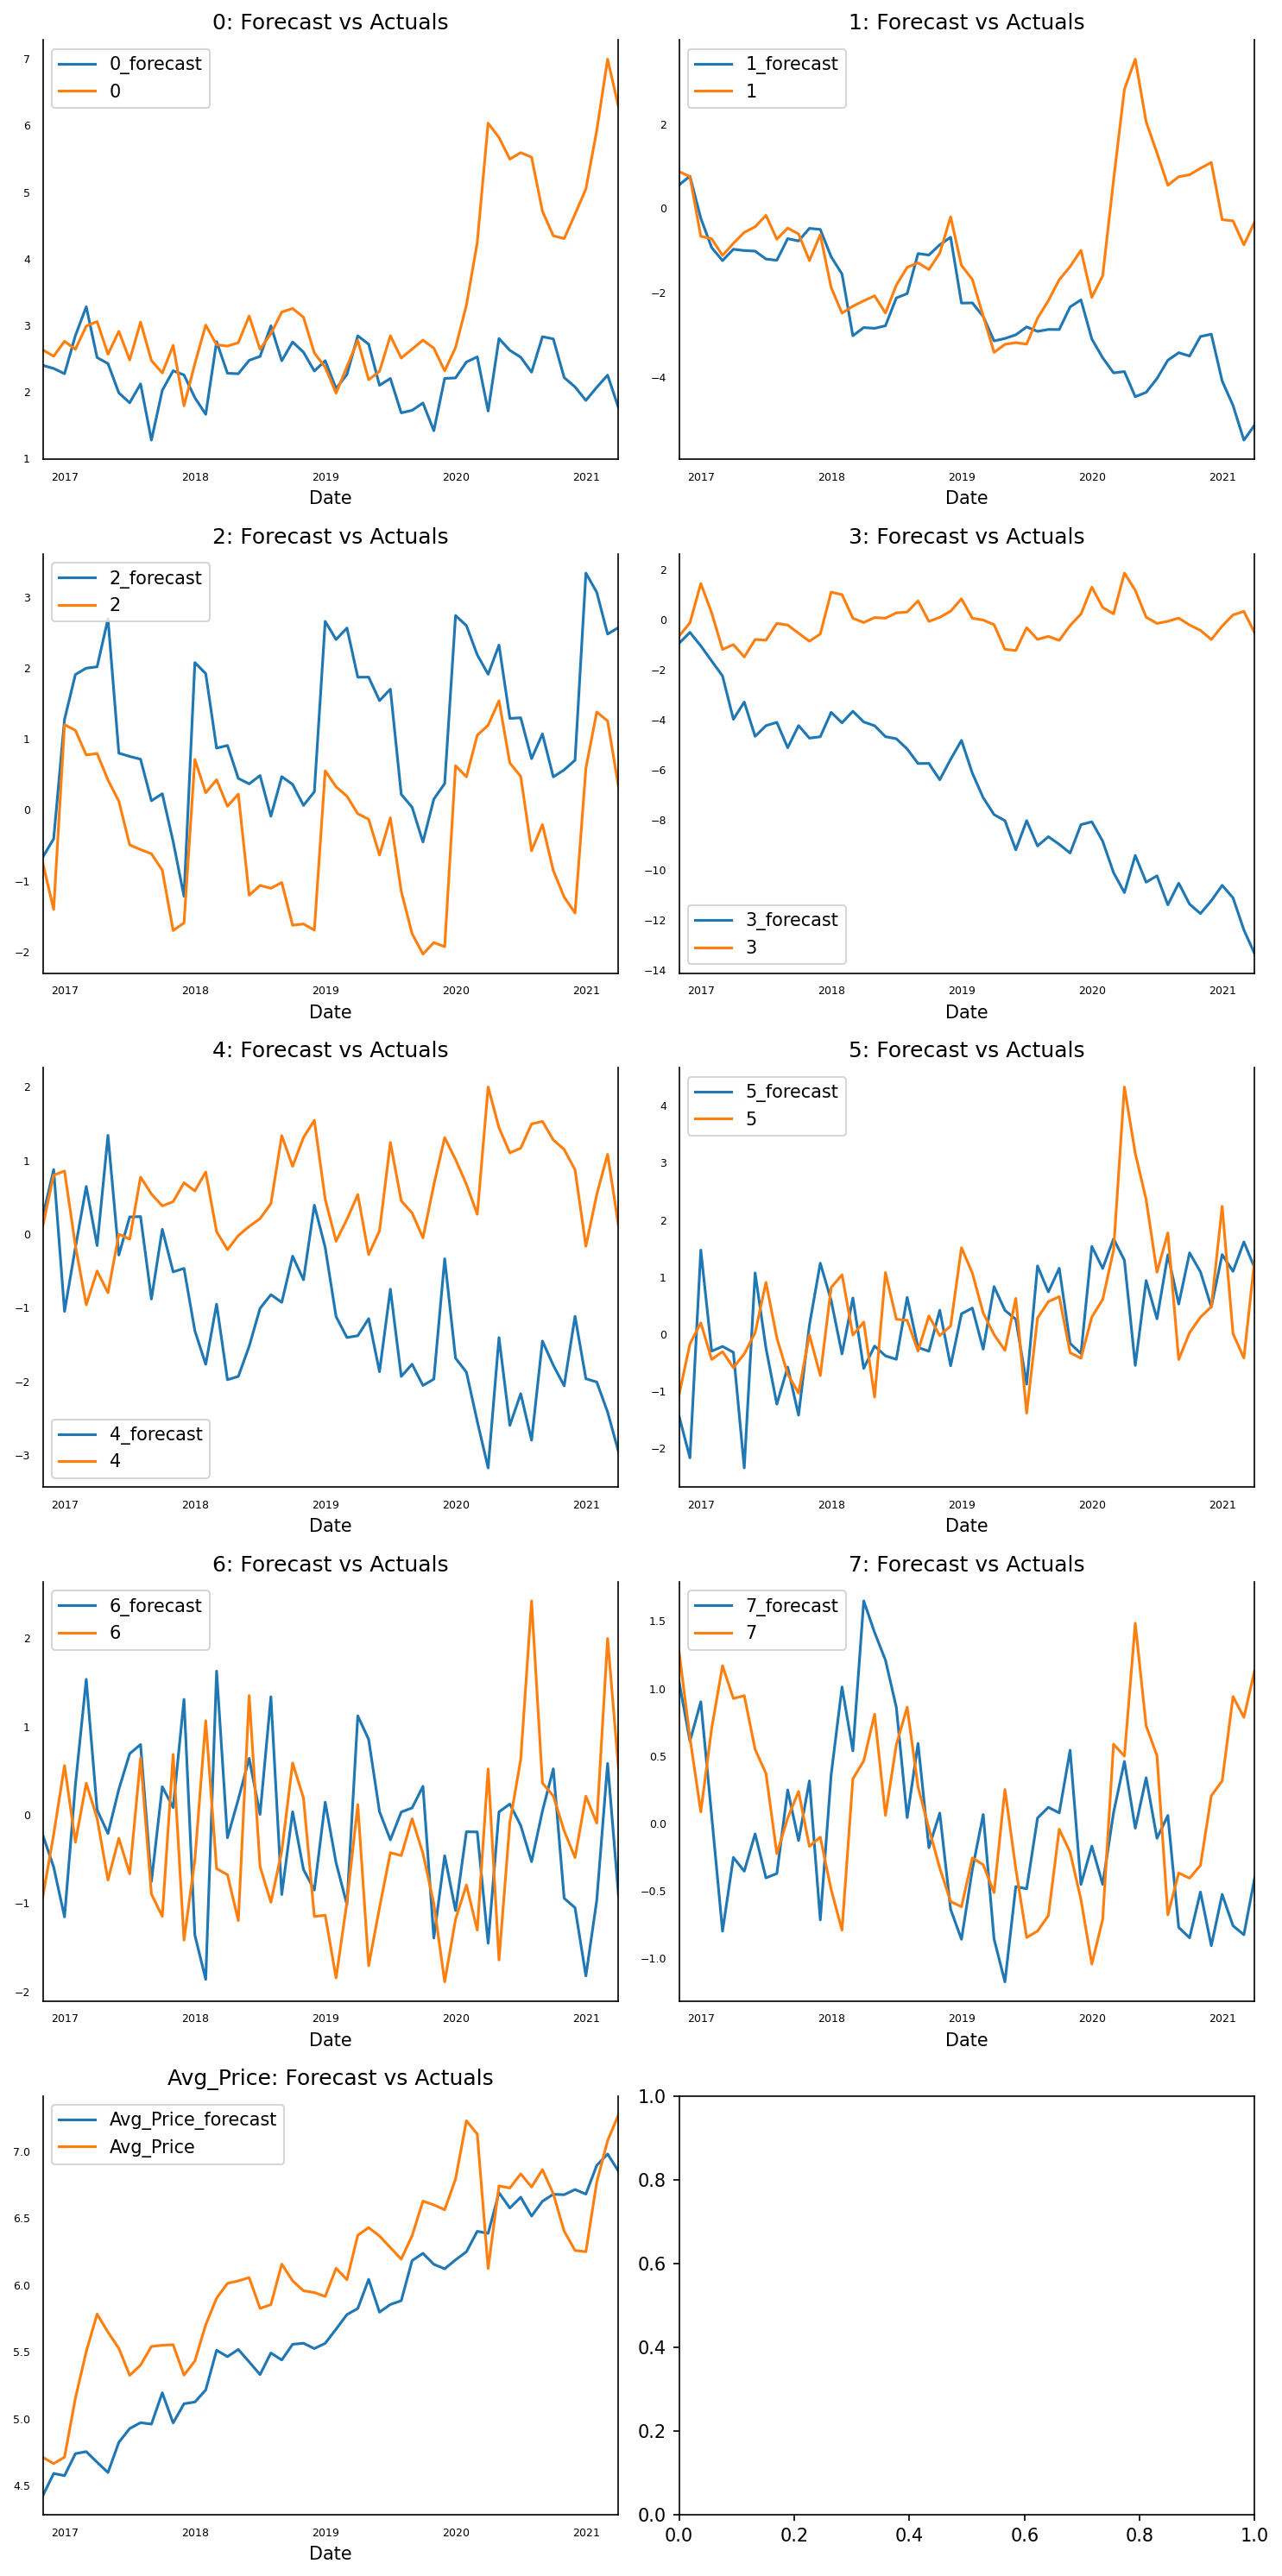 0: Forecast vs Actuals
0_forecast
0
7
6
5
4
3
2
1
2017 2018 2019 2020 2021
Date
1: Forecast vs Actuals
1_forecast
1
2
0
−2
−4
2017 2018 2019 2020 2021
Date
2: Forecast vs Actuals
2_forecast
2
3
2
1
0
−1
−2
2017 2018 2019 2020 2021
Date
3: Forecast vs Actuals
2
0
−2
−4
−6
−8
−10
−12
−14
3_forecast
3
2017 2018 2019 2020 2021
Date
4: Forecast vs Actuals
2
1
0
−1
−2
−3
4_forecast
4
2017 2018 2019 2020 2021
Date
5: Forecast vs Actuals
5_forecast
5
4
3
2
1
0
−1
−2
2017 2018 2019 2020 2021
Date
6: Forecast vs Actuals
6_forecast
6
2
1
0
−1
−2
2017 2018 2019 2020 2021
Date
7: Forecast vs Actuals
7_forecast
7
1.5
1.0
0.5
0.0
−0.5
−1.0
2017 2018 2019 2020 2021
Date
Avg_Price: Forecast vs Actuals
Avg_Price_forecast
Avg_Price
7.0
6.5
6.0
5.5
5.0
4.5
2017 2018 2019 2020 2021
Date
1.0
0.8
0.6
0.4
0.2
0.0
0.0 0.2 0.4 0.6 0.8 1.0